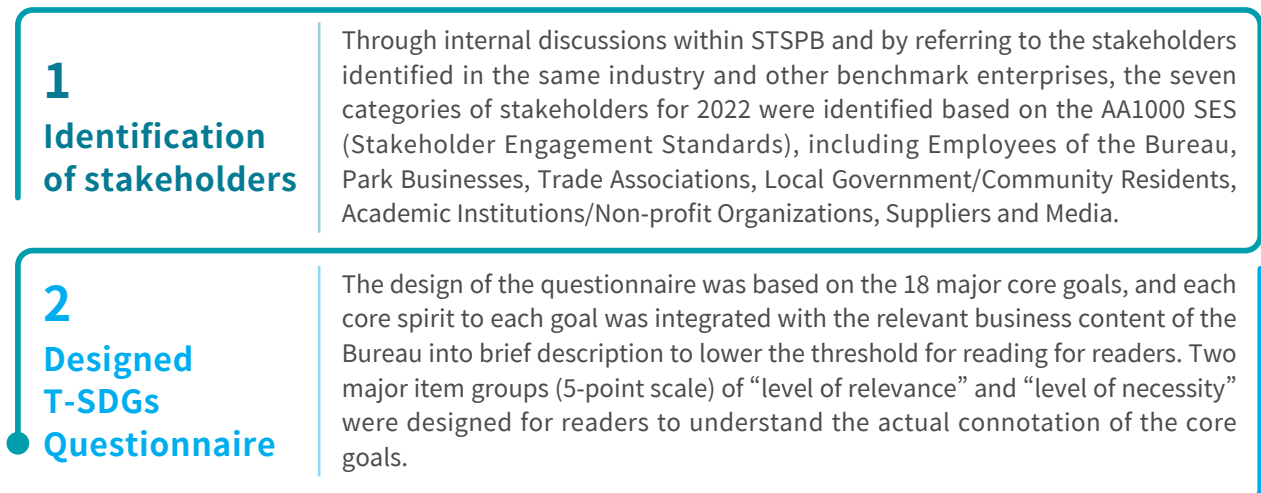 1
Identification
of stakeholders
Through internal discussions within STSPB and by referring to the stakeholders
identified in the same industry and other benchmark enterprises, the seven
categories of stakeholders for 2022 were identified based on the AA1000 SES
(Stakeholder Engagement Standards), including Employees of the Bureau,
Park Businesses, Trade Associations, Local Government/Community Residents,
Academic Institutions/Non-profit Organizations, Suppliers and Media.
2
Designed
T-SDGs
Questionnaire
The design of the questionnaire was based on the 18 major core goals, and each
core spirit to each goal was integrated with the relevant business content of the
Bureau into brief description to lower the threshold for reading for readers. Two
major item groups (5-point scale) of “level of relevance” and “level of necessity”
were designed for readers to understand the actual connotation of the core
goals.